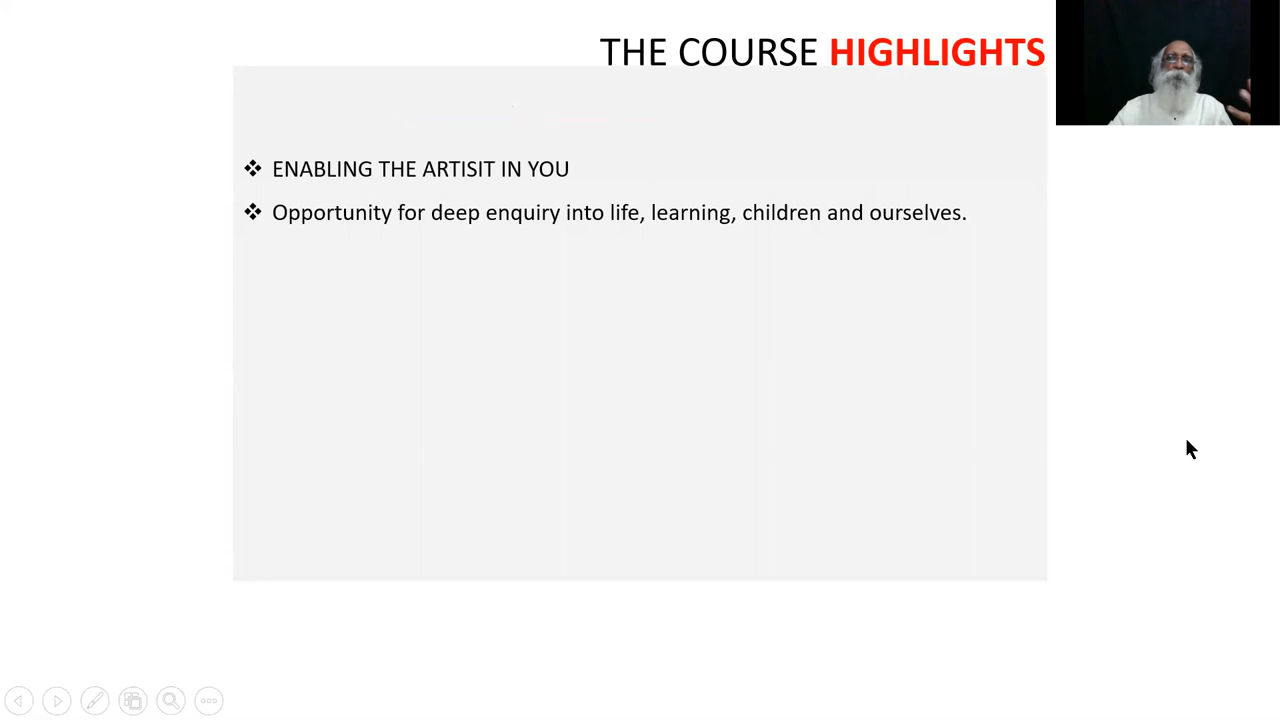 THE COURSE HIGHLIGHTS
❖ ENABLING THE ARTISIT IN YOU
❖ Opportunity for deep enquiry into life, learning, children and ourselves.